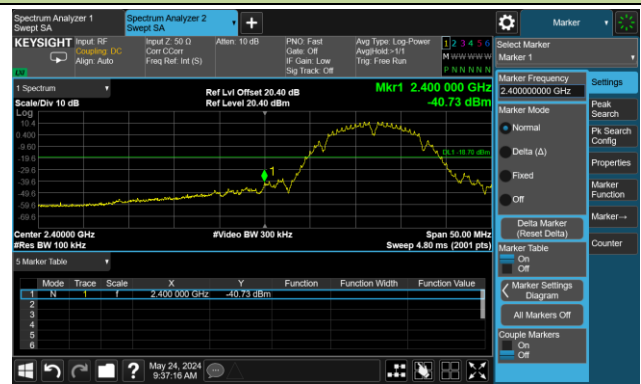 Spectrum Analyzer 1
Swept SA
Spectrum Analyzer 2
Swept SA
+
Marker
KEYSIGHT
Input: RF
Coupling: DC
Align: Auto
Input Z: 50 Ω
Corr CCorr
Freq Ref: Int (S)
Atten: 10 dB
PNO: Fast
Gate: Off
IF Gain: Low
Sig Track: Off
Avg Type: Log-Power
Avg|Hold:>1/1
Trig: Free Run
1 2 3 4 5 6
M W W W W W
P N N N N N
LV
Select Marker
Marker 1
1 Spectrum
Scale/Div 10 dB
Ref Lvl Offset 20.40 dB
Ref Level 20.40 dBm
Mkr1 2.400 000 GHz
-40.73 dBm
Log
10.4
0.400
-9.60
-19.6
-29.6
-39.6
-49.6
-59.6
-69.6
DL1 -18.70 dBm
1
Center 2.40000 GHz
#Res BW 100 kHz
#Video BW 300 kHz
Span 50.00 MHz
Sweep 4.80 ms (2001 pts)
5 Marker Table
Mode Trace Scale X Y Function Function Width Function Value
1 N 1 f 2.400 000 GHz -40.73 dBm
2
3
4
5
6
Marker Frequency
2.400000000 GHz
Marker Mode
Normal
Delta (Δ)
Fixed
Off
Delta Marker
(Reset Delta)
Marker Table
On
Off
Marker Settings
Diagram
All Markers Off
Couple Markers
On
Off
Settings
Peak
Search
Pk Search
Config
Properties
Marker
Function
Marker→
Counter
?
May 24, 2024
9:37:16 AM